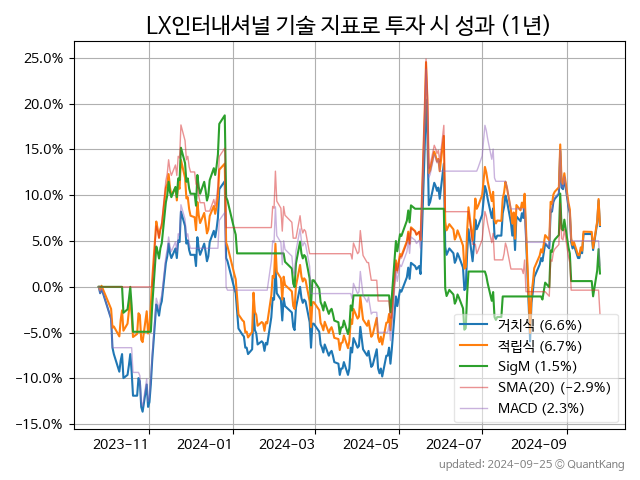 LX인터내셔널 기술 지표로 투자 시 성과 (1년)
25.0%
20.0%
15.0%
10.0%
5.0%
0.0%
−5.0%
−10.0%
−15.0%
거치식 (6.6%)
적립식 (6.7%)
SigM (1.5%)
SMA(20) (−2.9%)
MACD (2.3%)
2023-11 2024-01 2024-03 2024-05 2024-07 2024-09
updated: 2024-09-25 © QuantKang